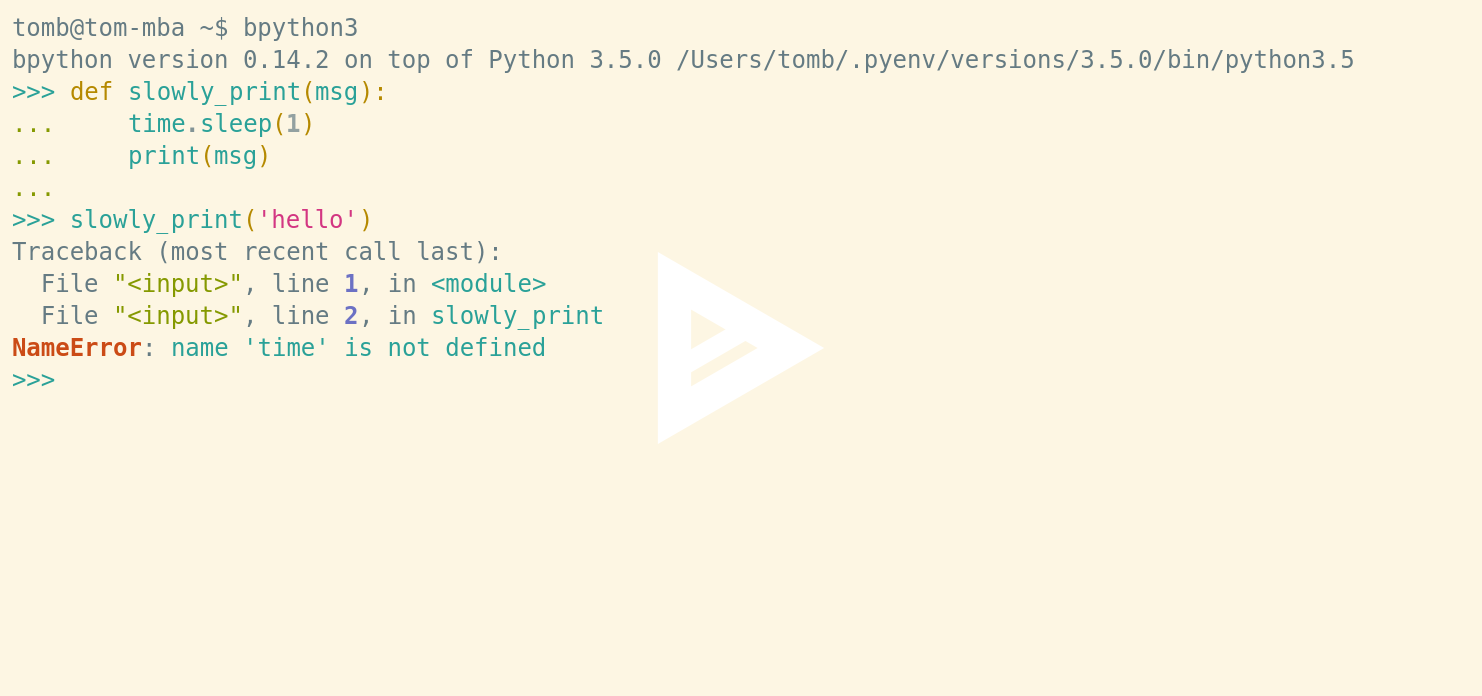 tomb@tom-mba ~$ bpython3
bpython version 0.14.2 on top of Python 3.5.0 /Users/tomb/.pyenv/versions/3.5.0/bin/python3.5
>>> def slowly_print(msg):
...     time.sleep(1)
...     print(msg)
...
>>> slowly_print('hello')
Traceback (most recent call last):
  File "<input>", line 1, in <module>
  File "<input>", line 2, in slowly_print
NameError: name 'time' is not defined
>>>